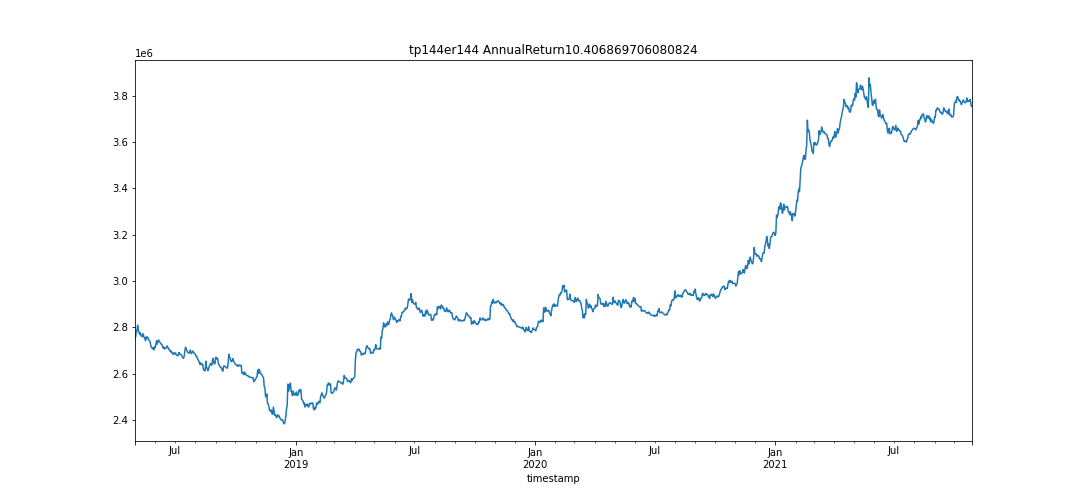 tp144er144 AnnualReturn10.406869706080824
1e6
3.8
3.6
3.4
3.2
3.0
2.8
2.6
2.4
Jul
Jan
2019
Jul
Jan
2020
Jul
Jan
2021
Jul
timestamp